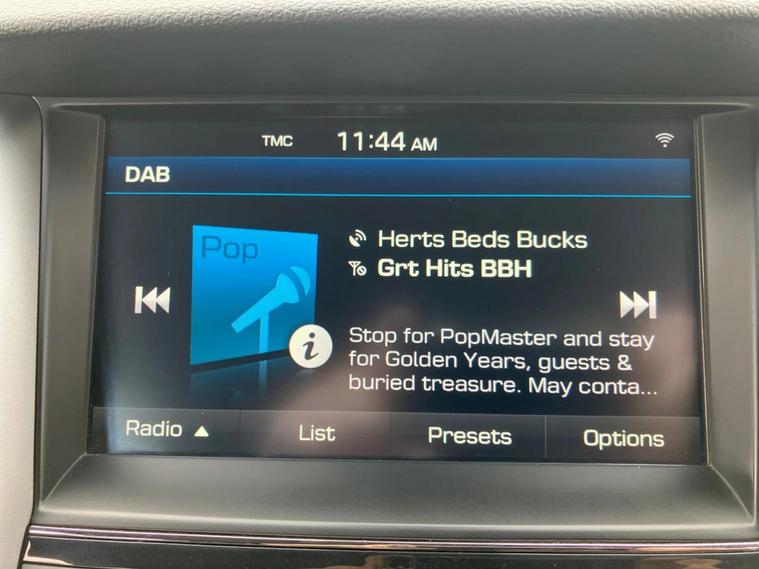 TMC 11:44 AM
DAB
Pop
Herts Beds Bucks
Grt Hits BBH
i
Stop for PopMaster and stay
for Golden Years, guests &
buried treasure. May conta...
Radio ▲ List Presets Options